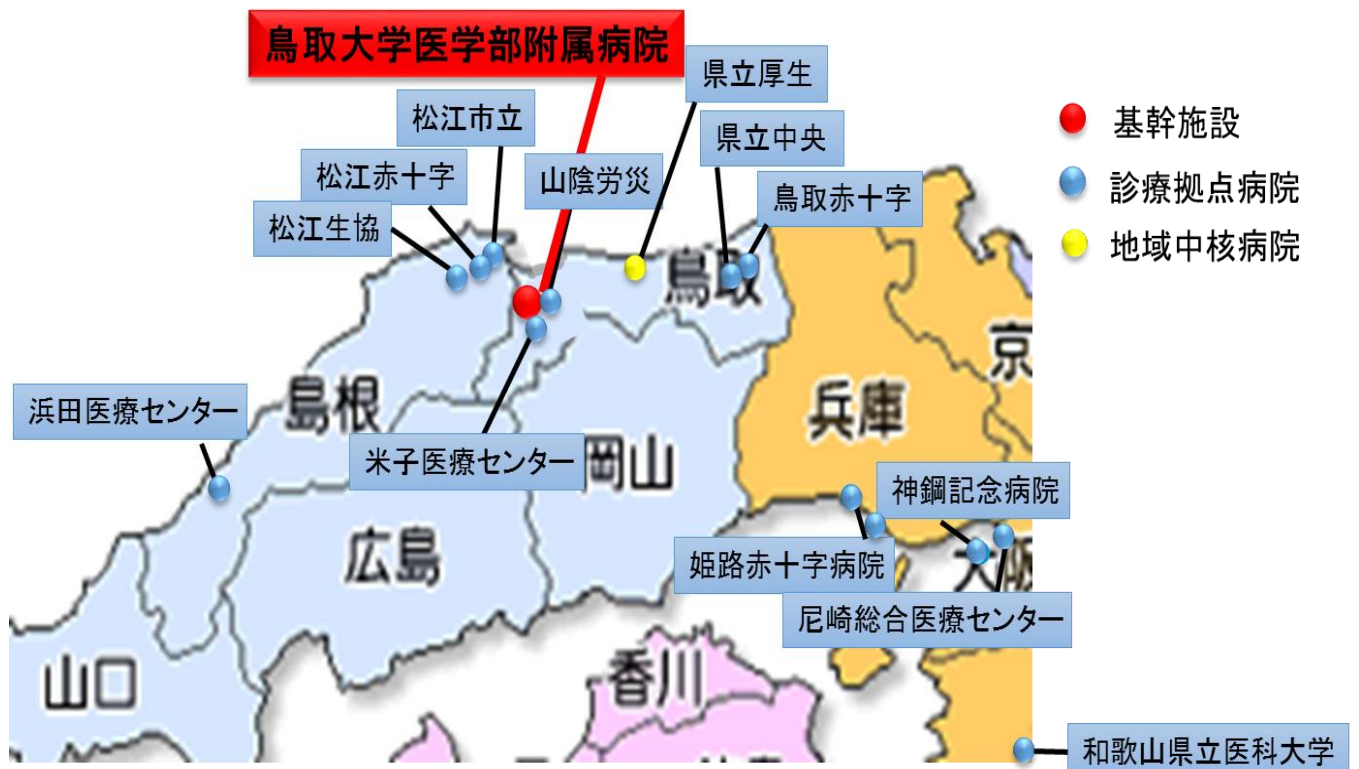 鳥取大学医学部附属病院
県立厚生
松江市立
県立中央
基幹施設
松江赤十字
山陰労災
鳥取赤十字
診療拠点病院
松江生協
地域中核病院
鳥取
京
兵庫
島根
浜田医療センター
米子医療センター
岡山
神鋼記念病院
広島
姫路赤十字病院
大阪
尼崎総合医療センター
山口
香川
和歌山県立医科大学